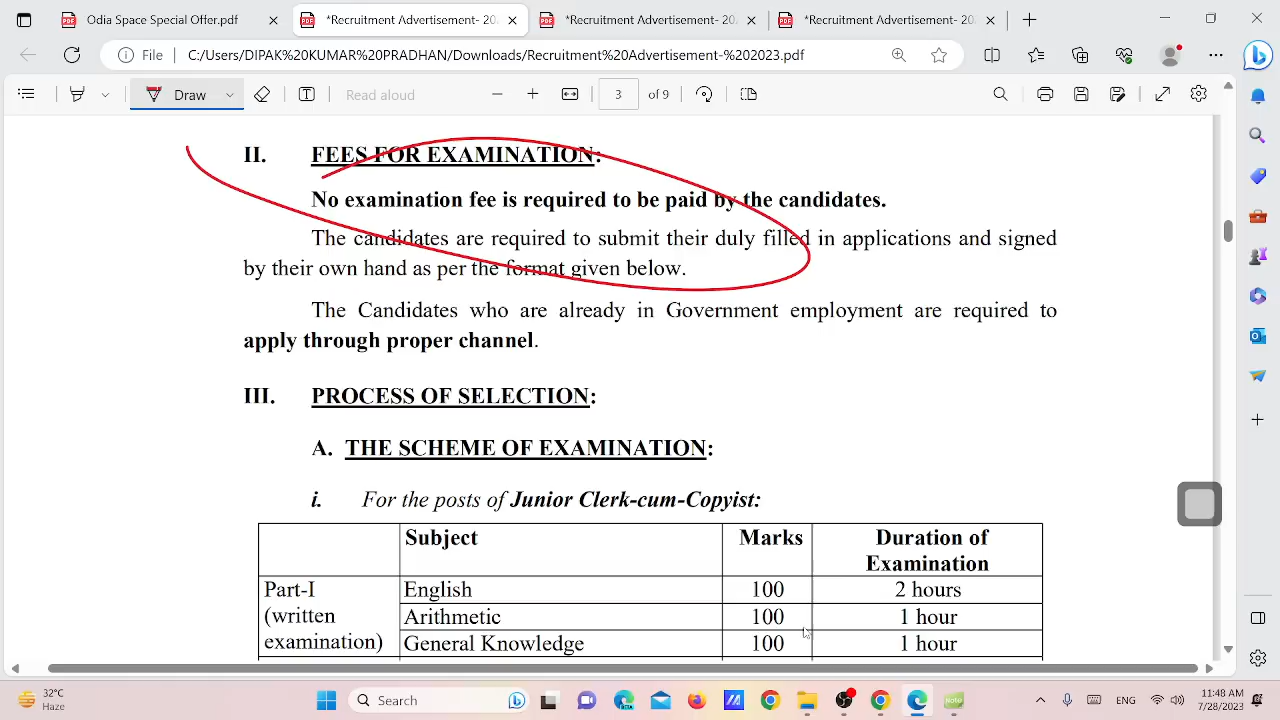 Odia Space Special Offer.pdf
*Recruitment Advertisement- 202
*Recruitment Advertisement- 202
*Recruitment Advertisement- 202
File
C:/Users/DIPAK%20KUMAR%20PRADHAN/Downloads/Recruitment%20Advertisement-%202023.pdf
Draw
Read aloud
3 of 9
II. FEES FOR EXAMINATION:
No examination fee is required to be paid by the candidates.
The candidates are required to submit their duly filled in applications and signed
by their own hand as per the format given below.
The Candidates who are already in Government employment are required to
apply through proper channel.
III. PROCESS OF SELECTION:
A. THE SCHEME OF EXAMINATION:
i. For the posts of Junior Clerk-cum-Copyist:
Subject Marks Duration of
Examination
Part-I English 100 2 hours
(written Arithmetic 100 1 hour
examination) General Knowledge 100 1 hour
32°C
Haze
Search
ENG
11:48 AM
7/28/2023